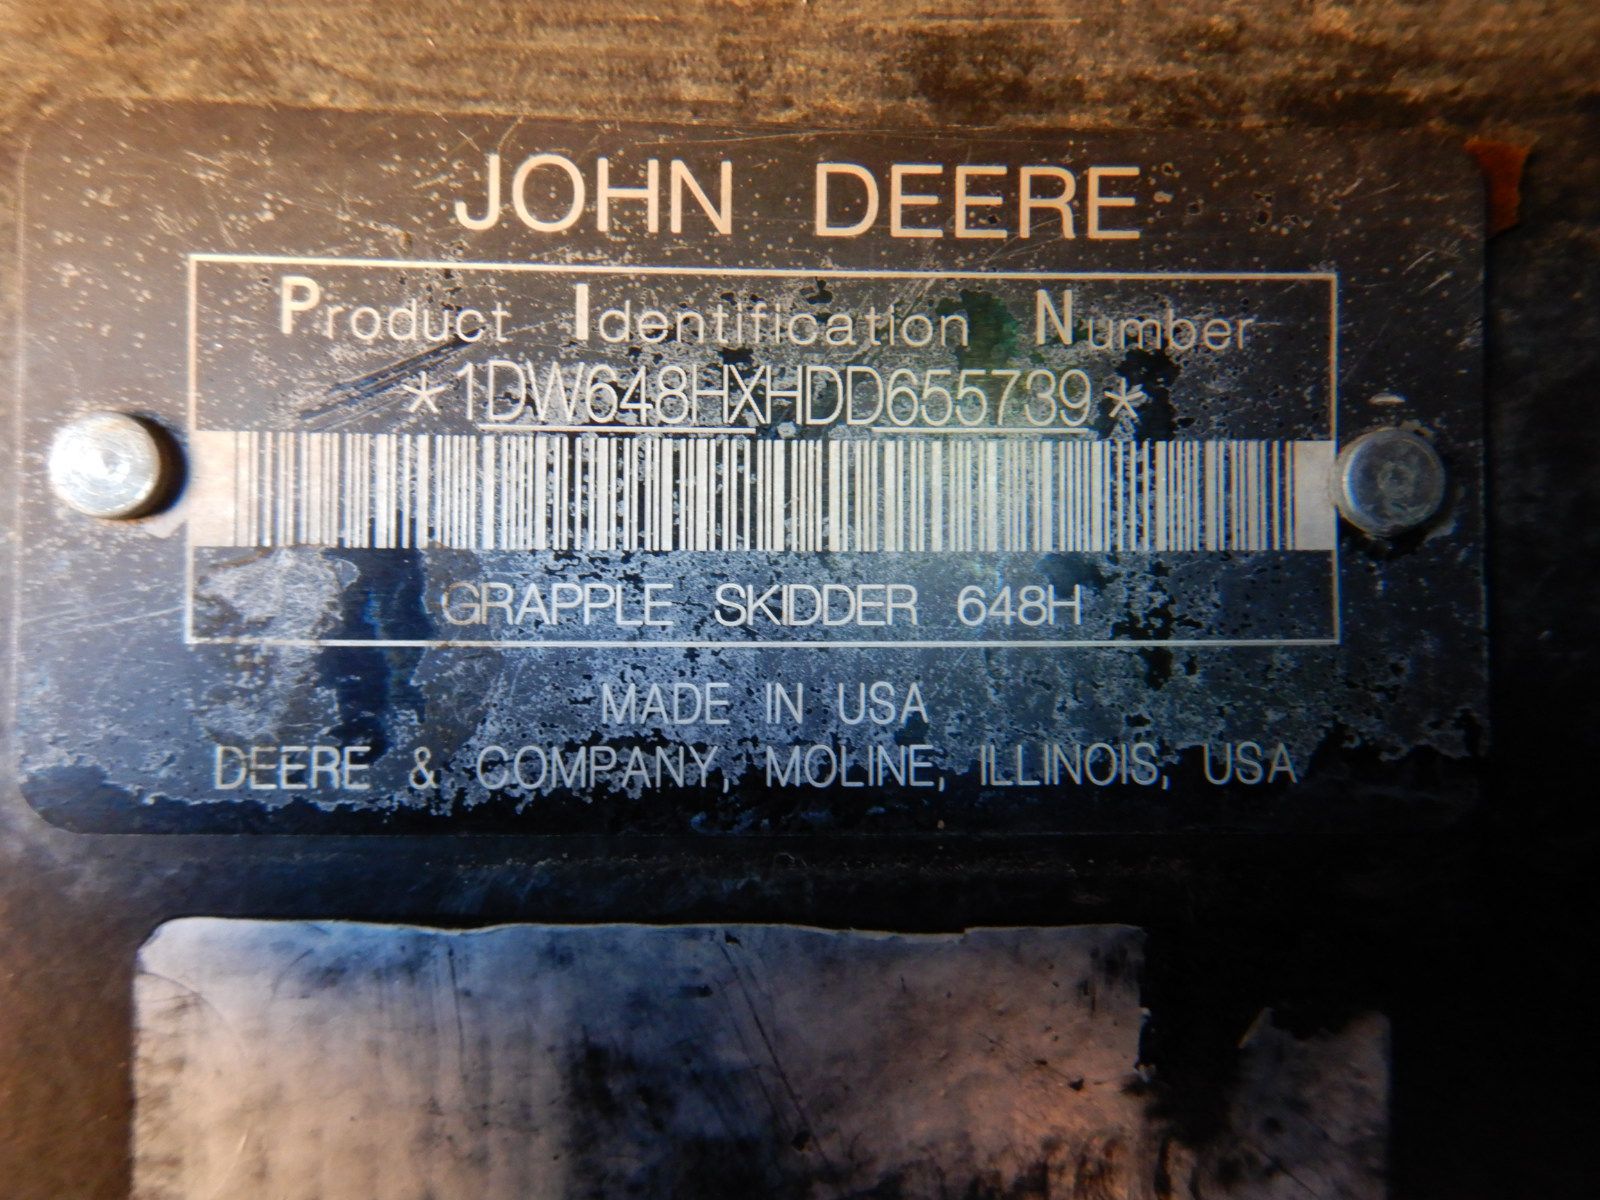 JOHN DEERE
Product Identification Number
*1DW648HXHDD655739*
GRAPPLE SKIDDER 648H
MADE IN USA
DEERE & COMPANY, MOLINE, ILLINOIS, USA